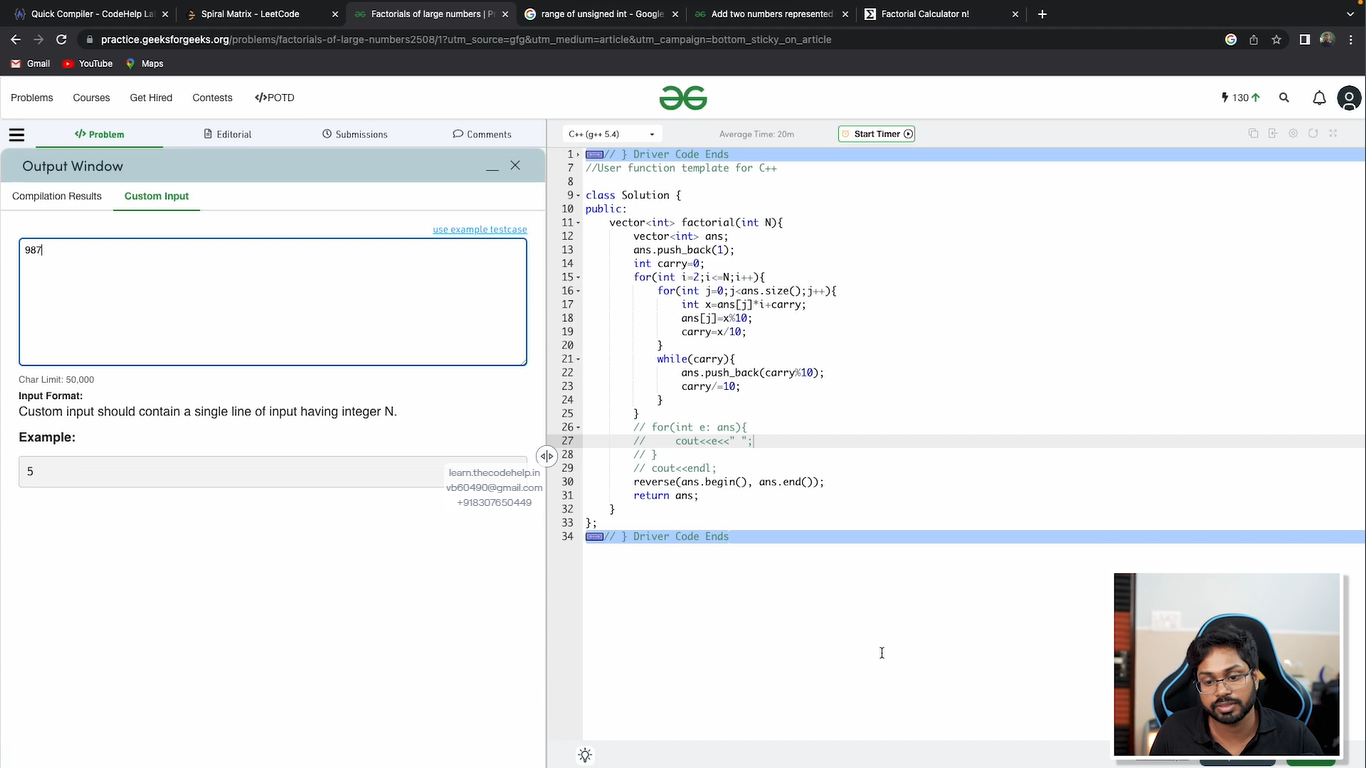 Quick Compiler - CodeHelp La
Spiral Matrix - LeetCode
Factorials of large numbers | P
range of unsigned int - Google
Add two numbers represented
Factorial Calculator n!
practice.geeksforgeeks.org/problems/factorials-of-large-numbers2508/1?utm_source=gfg&utm_medium=article&utm_campaign=bottom_sticky_on_article
Gmail
YouTube
Maps
Problems
Courses
Get Hired
Contests
</>POTD
130
</> Problem
Editorial
Submissions
Comments
C++ (g++ 5.4)
Average Time: 20m
Start Timer
Output Window
Compilation Results
Custom Input
use example testcase
987
Char Limit: 50,000
Input Format:
Custom input should contain a single line of input having integer N.
Example:
5
learn.thecodehelp.in
vb60490@gmail.com
+918307650449
1 // } Driver Code Ends
7 //User function template for C++
8
9 class Solution {
10 public:
11 vector<int> factorial(int N){
12 vector<int> ans;
13 ans.push_back(1);
14 int carry=0;
15 for(int i=2;i<=N;i++){
16 for(int j=0;j<ans.size();j++){
17 int x=ans[j]*i+carry;
18 ans[j]=x%10;
19 carry=x/10;
20 }
21 while(carry){
22 ans.push_back(carry%10);
23 carry/=10;
24 }
25 }
26 // for(int e: ans){
27 // cout<<e<<" ";
28 // }
29 // cout<<endl;
30 reverse(ans.begin(), ans.end());
31 return ans;
32 }
33 };
34 // } Driver Code Ends